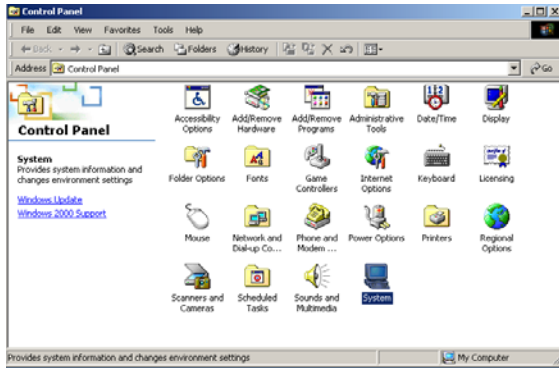 Control Panel
File Edit View Favorites Tools Help
Back Search Folders History
Address Control Panel Go
Control Panel
System
Provides system information and
changes environment settings
Windows Update
Windows 2000 Support
Accessibility Options
Add/Remove Hardware
Add/Remove Programs
Administrative Tools
Date/Time
Display
Folder Options
Fonts
Game Controllers
Internet Options
Keyboard
Licensing
Mouse
Network and Dial-up Co...
Phone and Modem ...
Power Options
Printers
Regional Options
Scanners and Cameras
Scheduled Tasks
Sounds and Multimedia
System
Provides system information and changes environment settings
My Computer